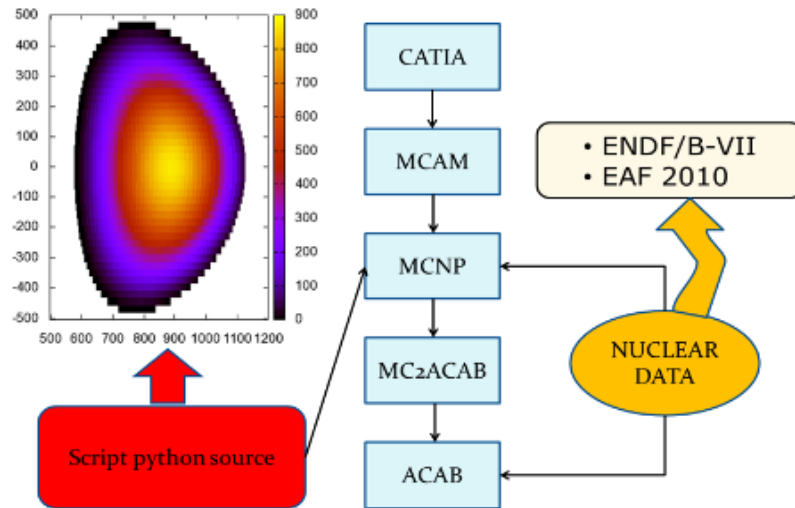 500
400
300
200
100
0
-100
-200
-300
-400
-500
500 600 700 800 900 1000 1100 1200
900
800
700
600
500
400
300
200
100
0
CATIA
MCAM
MCNP
MC2ACAB
ACAB
• ENDF/B-VII
• EAF 2010
NUCLEAR
DATA
Script python source